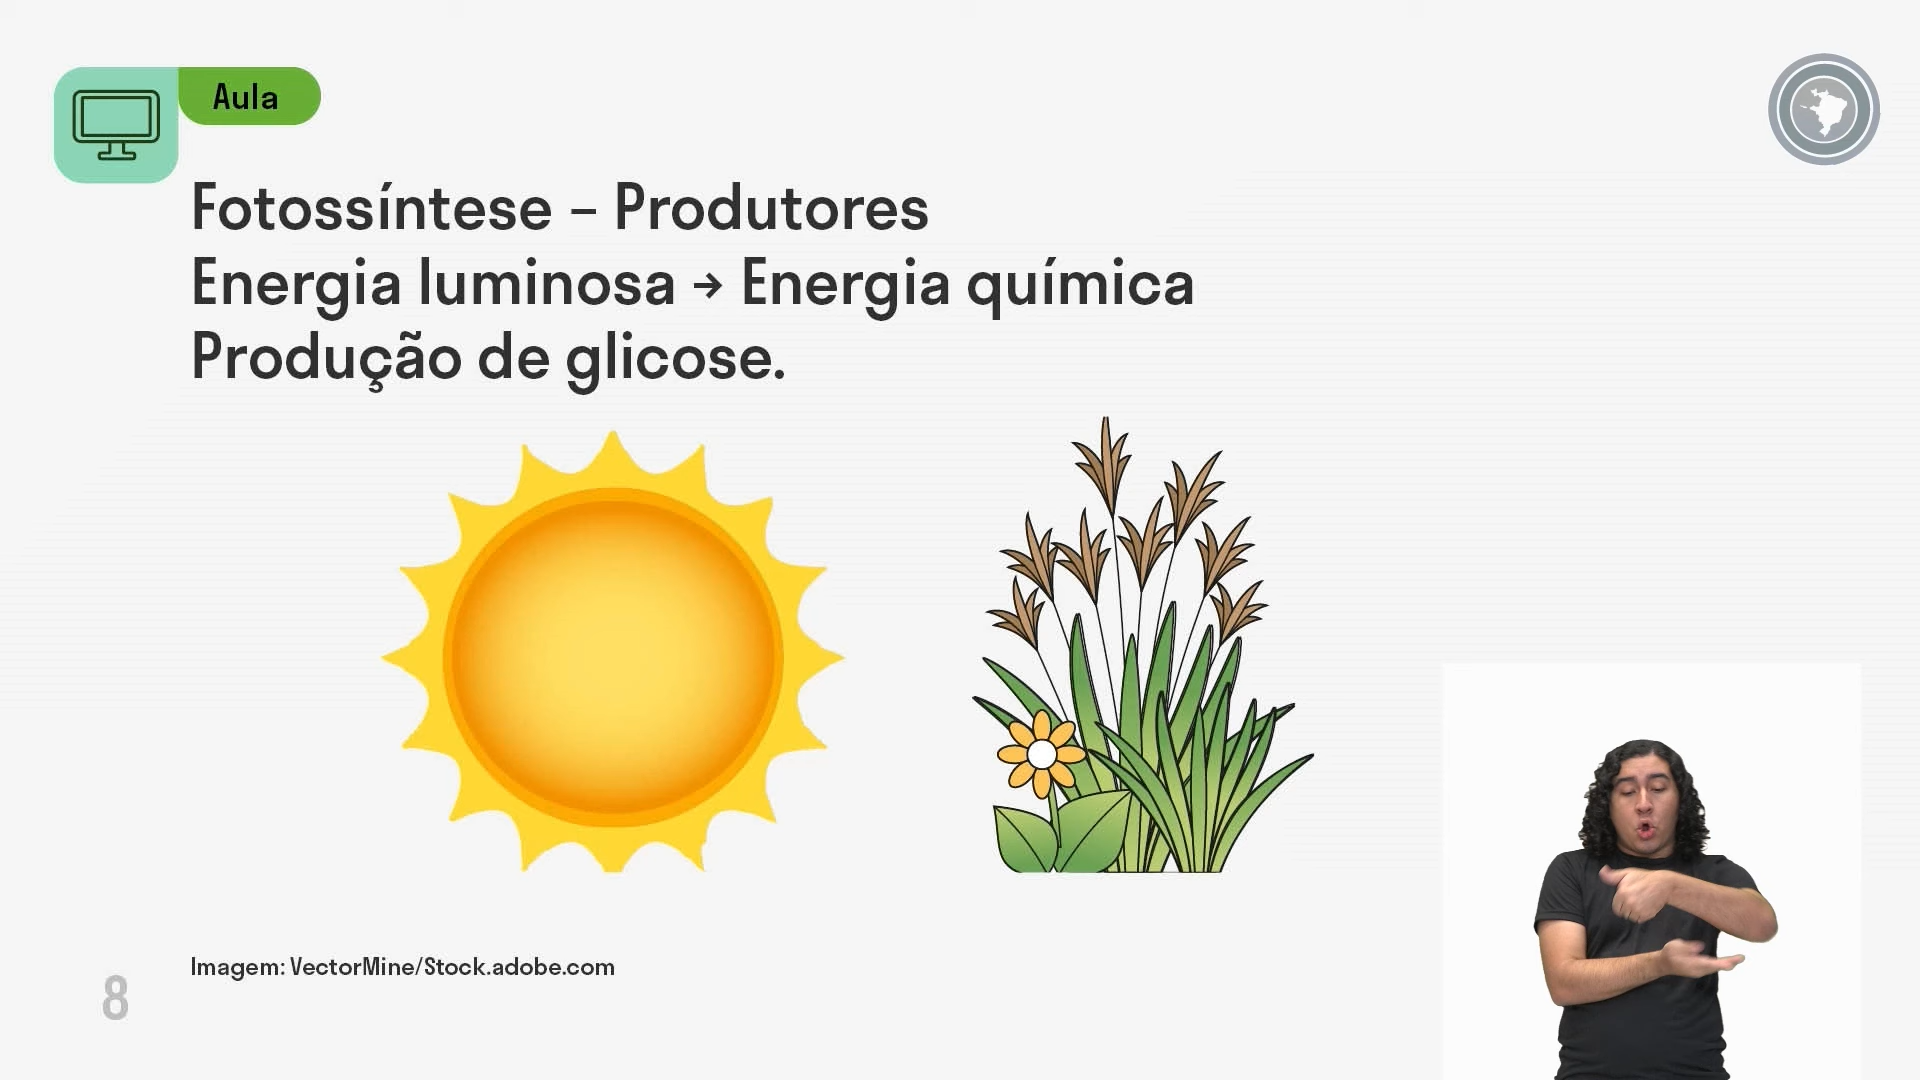 Aula
Fotossíntese – Produtores
Energia luminosa → Energia química
Produção de glicose.
Imagem: VectorMine/Stock.adobe.com
8